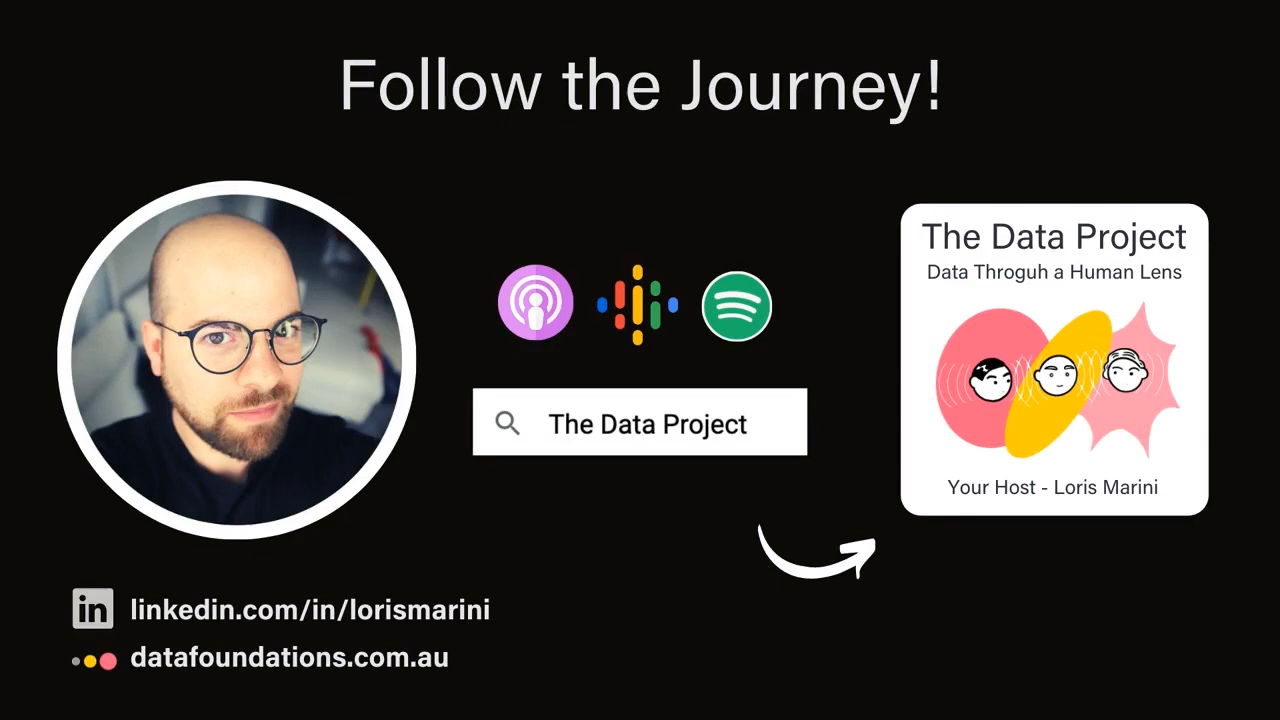 Follow the Journey!
The Data Project
The Data Project
Data Throguh a Human Lens
Your Host - Loris Marini
in linkedin.com/in/lorismarini
datafoundations.com.au